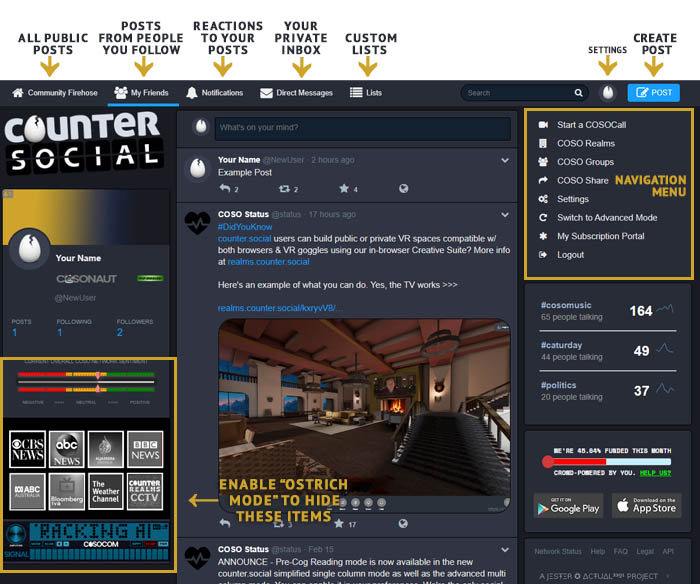 ALL PUBLIC
POSTS
POSTS
FROM PEOPLE
YOU FOLLOW
REACTIONS
TO YOUR
POSTS
YOUR
PRIVATE
INBOX
CUSTOM
LISTS
SETTINGS
CREATE
POST
Community Firehose
My Friends
Notifications
Direct Messages
Lists
Search
POST
COUNTER
SOCIAL
Your Name
COSONAUT
@NewUser
POSTS
FOLLOWING
FOLLOWERS
1
1
2
CURRENT OVERALL COSO NETWORK SENTIMENT
NEGATIVE
NEUTRAL
POSITIVE
CBS
NEWS
abc
NEWS
ALJAZEERA
BBC
NEWS
ABC
AUSTRALIA
Bloomberg
TV
The
Weather
Channel
COUNTER
REALMS
CCTV
COSOCOM
SIGNAL
What's on your mind?
Your Name @NewUser · 2 hours ago
Example Post
2 2 4
COSO Status @status · 17 hours ago
#DidYouKnow
counter.social users can build public or private VR spaces compatible w/
both browsers & VR goggles using our in-browser Creative Suite? More info
at realms.counter.social
Here's an example of what you can do. Yes, the TV works >>>
realms.counter.social/kxryvV8/...
ENABLE "OSTRICH
MODE" TO HIDE
THESE ITEMS
3 17
COSO Status @status · Feb 15
ANNOUNCE - Pre-Cog Reading mode is now available in the new
counter.social simplified single column mode as well as the advanced multi
Start a COSOCall
COSO Realms
COSO Groups
COSO Share
Settings
Switch to Advanced Mode
My Subscription Portal
Logout
NAVIGATION
MENU
#cosomusic
65 people talking
164
#caturday
44 people talking
49
#politics
20 people talking
37
WE'RE 45.84% FUNDED THIS MONTH
CROWD-POWERED BY YOU. HELP US?
GET IT ON
Google Play
Download on the
App Store
Network Status Help FAQ Legal API
A JESTER ACTUAL PROJECT